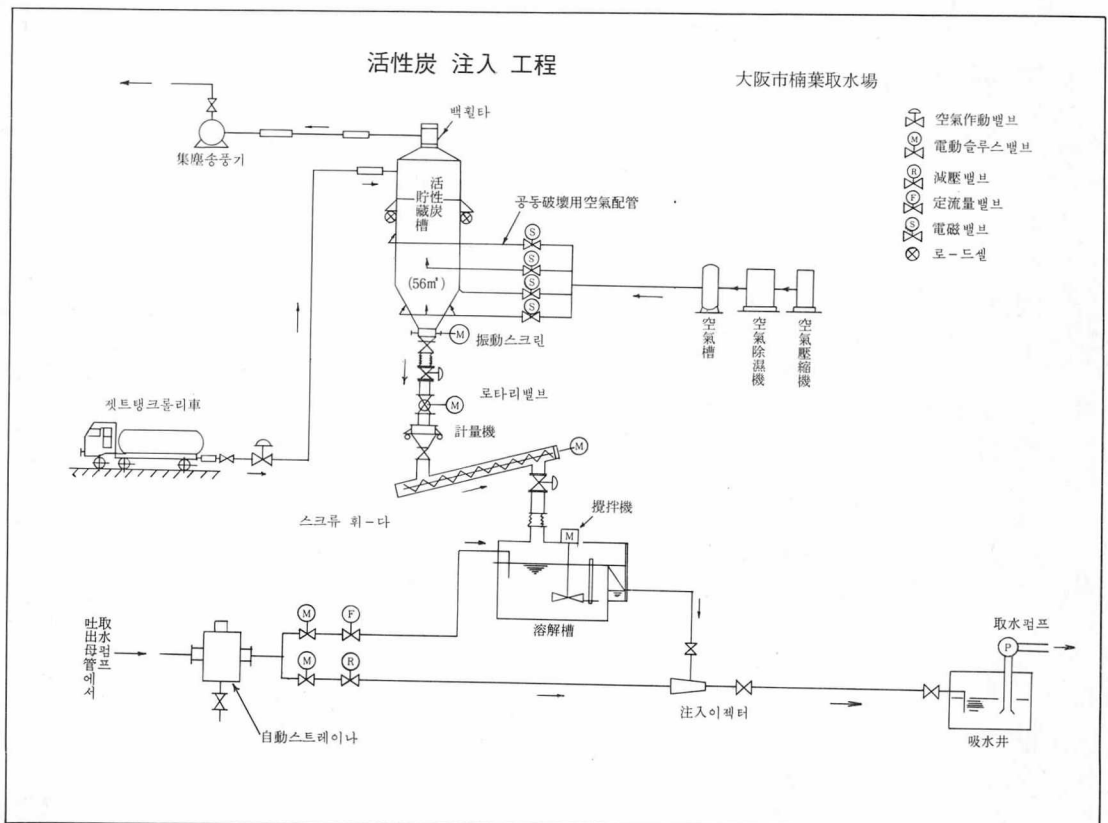 活性炭 注入 工程
大阪市楠葉取水場
空氣作動밸브
M 電動슬루스밸브
R 減壓밸브
F 定流量밸브
S 電磁밸브
로-드셀
백휠타
集塵송풍기
活性炭
貯藏槽
(56㎥)
공동破壞用空氣配管
S
S
S
S
空氣槽
空氣除濕機
空氣壓縮機
M
振動스크린
로타리밸브
M
計量機
M
스크류 휘-다
젯트탱크롤리車
攪拌機
M
溶解槽
取水펌프
吐出母管에서
M
F
M
R
自動스트레이나
注入이젝터
取水펌프
P
吸水井